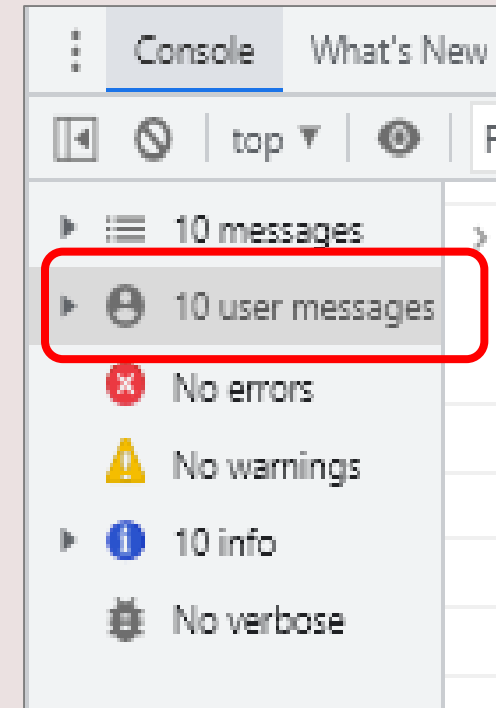 Console What's New
top
10 messages
10 user messages
No errors
No warnings
10 info
No verbose